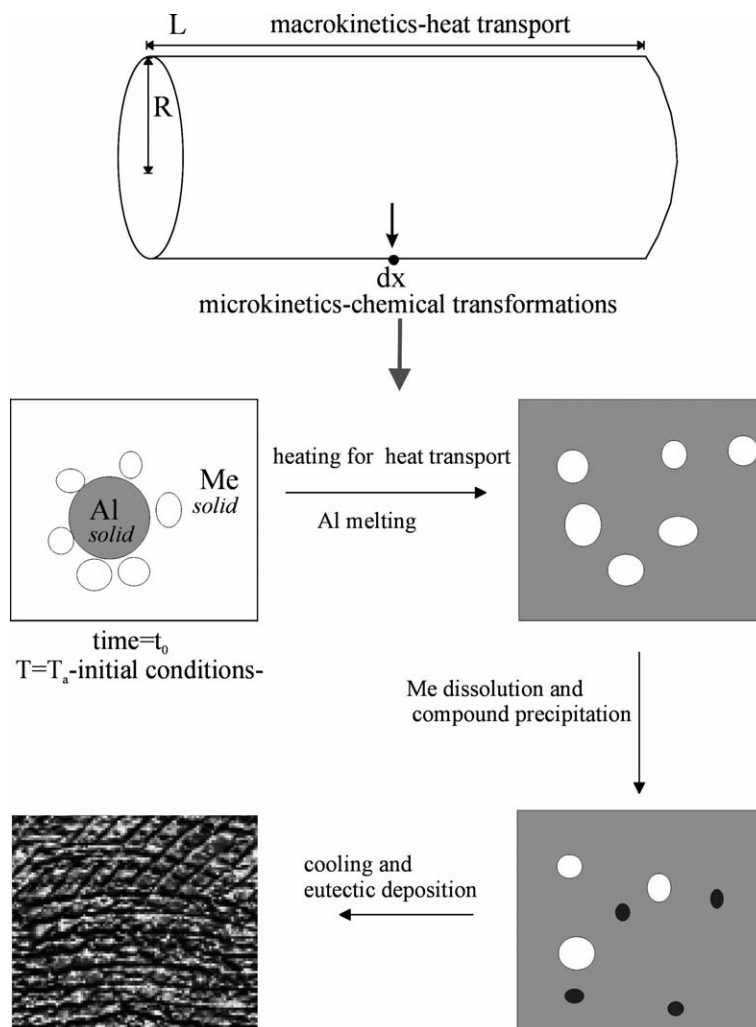 L macrokinetics-heat transport
R
dx
microkinetics-chemical transformations
heating for heat transport
Me
solid
Al
solid
Al melting
time=t₀
T=Tₐ-initial conditions-
Me dissolution and
compound precipitation
cooling and
eutectic deposition